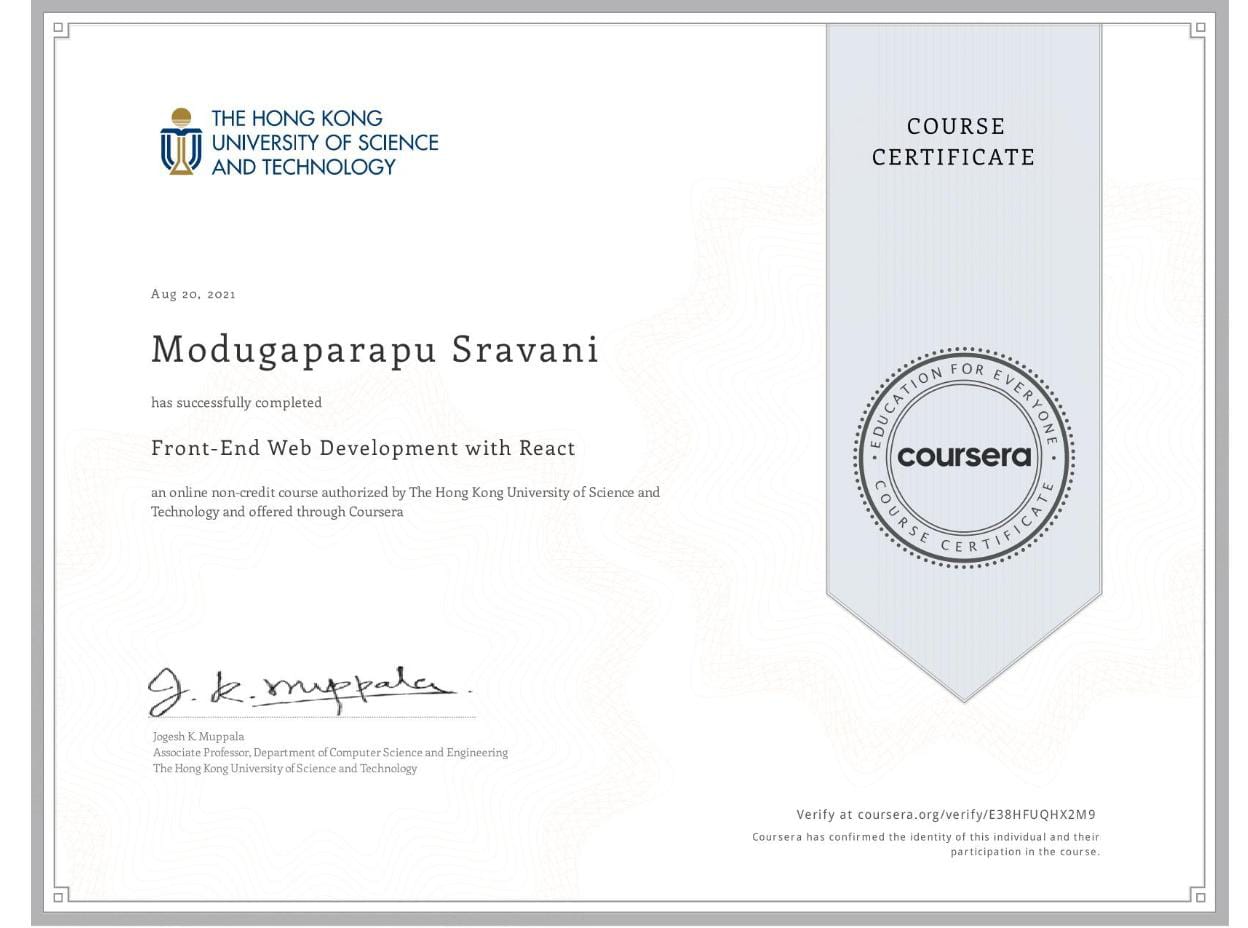 THE HONG KONG
UNIVERSITY OF SCIENCE
AND TECHNOLOGY
COURSE
CERTIFICATE
Aug 20, 2021
Modugaparapu Sravani
has successfully completed
Front-End Web Development with React
an online non-credit course authorized by The Hong Kong University of Science and
Technology and offered through Coursera
EDUCATION FOR EVERYONE
coursera
COURSE CERTIFICATE
J. K. Muppala
Jogesh K. Muppala
Associate Professor, Department of Computer Science and Engineering
The Hong Kong University of Science and Technology
Verify at coursera.org/verify/E38HFUQHX2M9
Coursera has confirmed the identity of this individual and their
participation in the course.